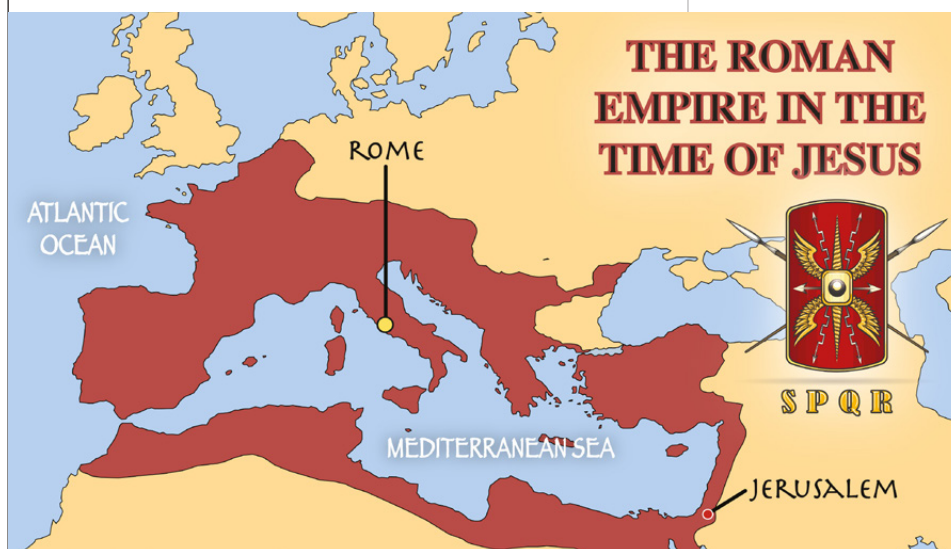 THE ROMAN
EMPIRE IN THE
TIME OF JESUS
ROME
ATLANTIC
OCEAN
SPQR
MEDITERRANEAN SEA
JERUSALEM